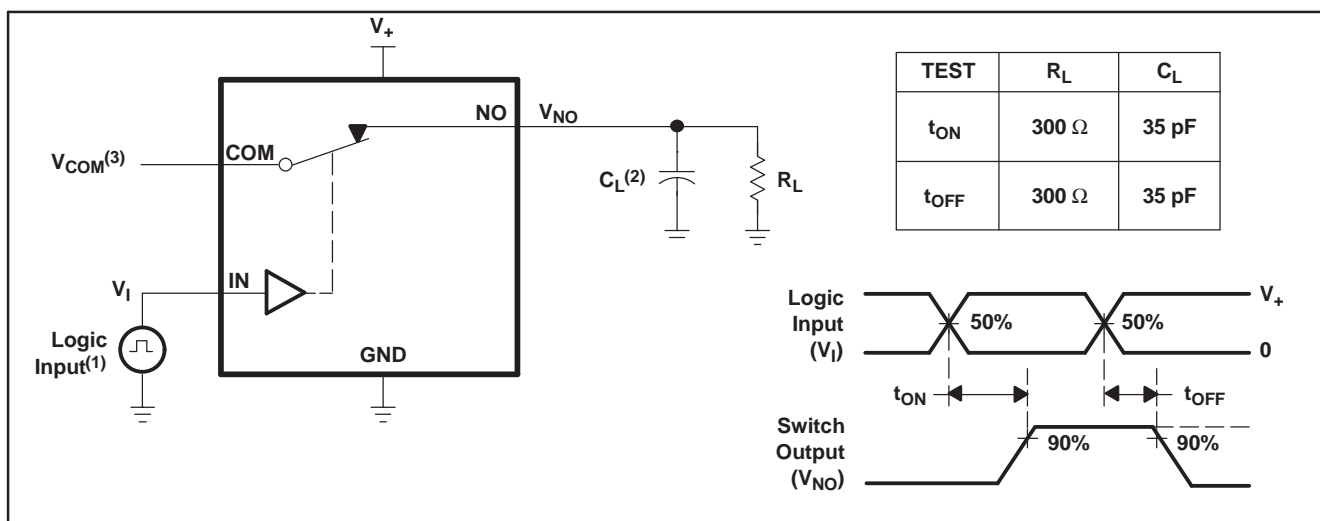 V+
NO
VNO
COM
VCOM(3)
CL(2)
RL
VI
IN
Logic
Input(1)
GND
TEST RL CL
tON 300 Ω 35 pF
tOFF 300 Ω 35 pF
Logic
Input
(VI)
50%
50%
V+
0
tON
tOFF
Switch
Output
(VNO)
90%
90%